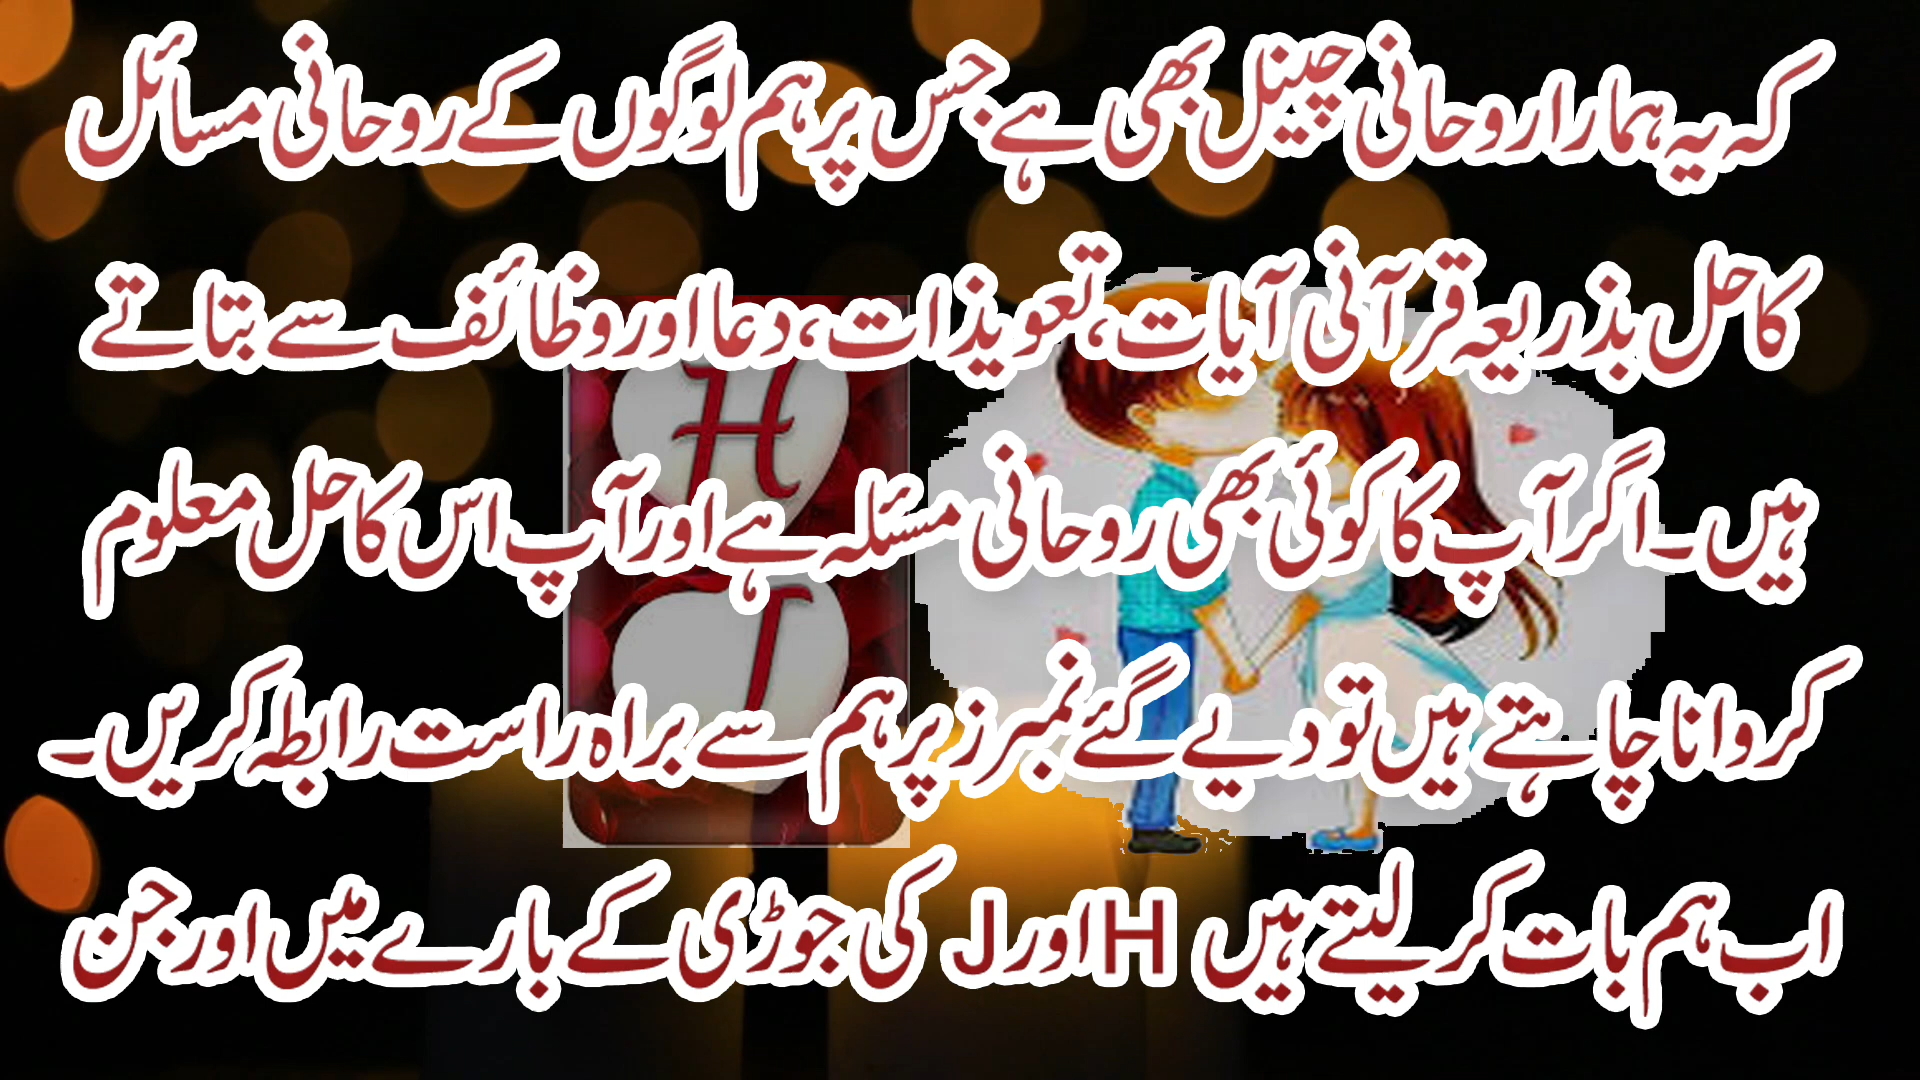 کہ یہ ہمارا روحانی چینل بھی ہے جس پر ہم لوگوں کے روحانی مسائل
کا حل بذریعہ قرآنی آیات، تعویذات، دعا اور وظائف سے بتاتے
ہیں۔ اگر آپ کا کوئی بھی روحانی مسئلہ ہے اور آپ اس کا حل معلوم
کروانا چاہتے ہیں تو دیے گئے نمبرز پر ہم سے براہ راست رابطہ کریں۔
اب ہم بات کر لیتے ہیں H اور J کی جوڑی کے بارے میں اور جن
H